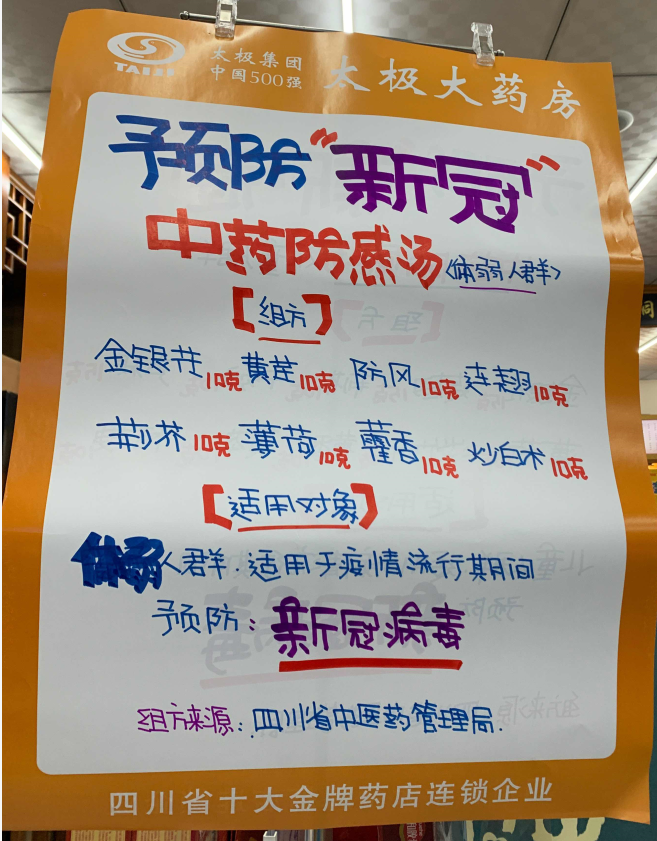 太极集团
中国500强
太极大药房
TAIJI
予顷防“新冠”
中药防感汤〈体弱人群〉
【组方】
金银花10克 黄芪10克 防风10克 连翘10克
荆芥10克 薄荷10克 藿香10克 炒白术10克
【适用对象】
体弱人群.适用于疫情流行期间
预防：新冠病毒
组方来源：四川省中医药管理局.
四川省十大金牌药店连锁企业